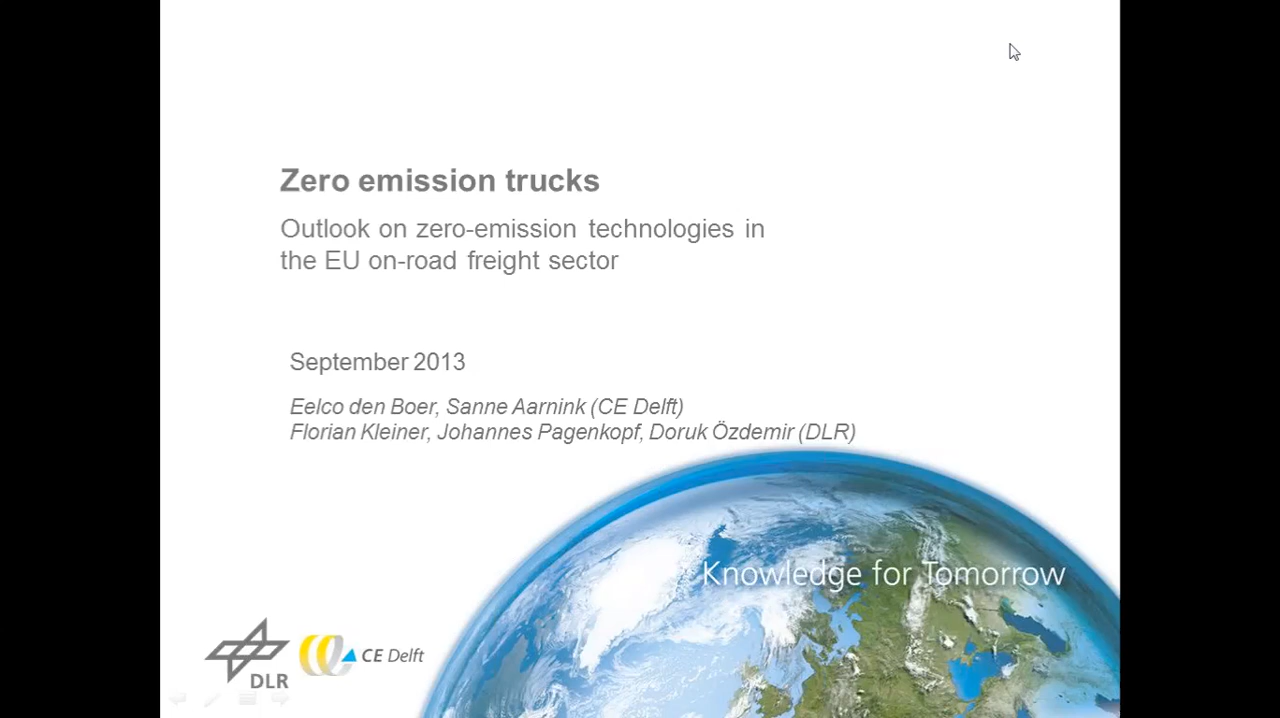 Zero emission trucks
Outlook on zero-emission technologies in
the EU on-road freight sector
September 2013
Eelco den Boer, Sanne Aarnink (CE Delft)
Florian Kleiner, Johannes Pagenkopf, Doruk Özdemir (DLR)
Knowledge for Tomorrow
DLR
CE Delft